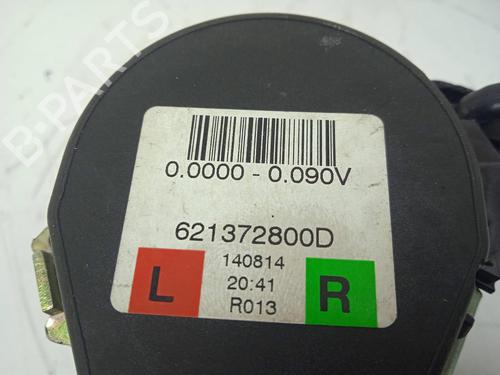 B-PARTS
0.0000 - 0.090V
621372800D
L
140814
20:41
R013
R